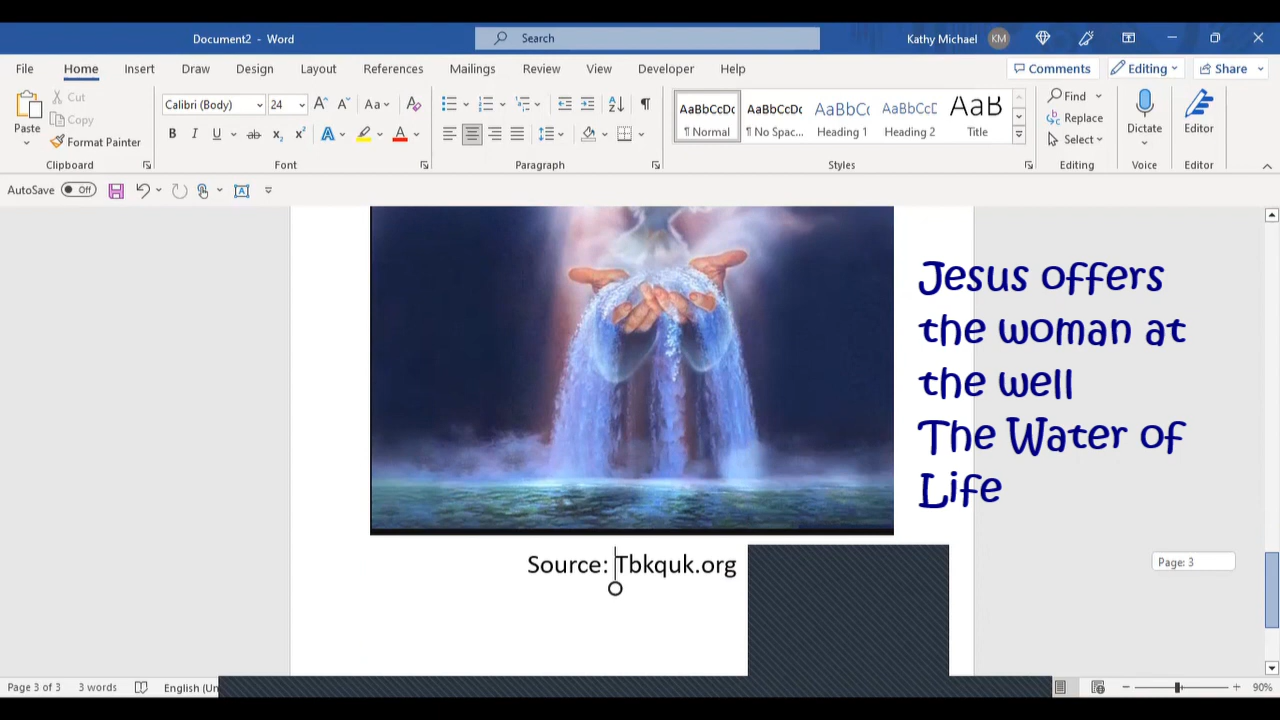 Document2 - Word
Search
Kathy Michael KM
File Home Insert Draw Design Layout References Mailings Review View Developer Help
Comments Editing Share
Paste
Cut
Copy
Format Painter
Calibri (Body) 24
AaBbCcDc AaBbCcDc AaBbCc AaBbCcD AaB
¶ Normal ¶ No Spac... Heading 1 Heading 2 Title
Find
Replace
Select
Dictate
Editor
Clipboard Font Paragraph Styles Editing Voice Editor
AutoSave Off
Jesus offers
the woman at
the well
The Water of
Life
Source: Tbkquk.org
Page: 3
Page 3 of 3 3 words English (Un
90%